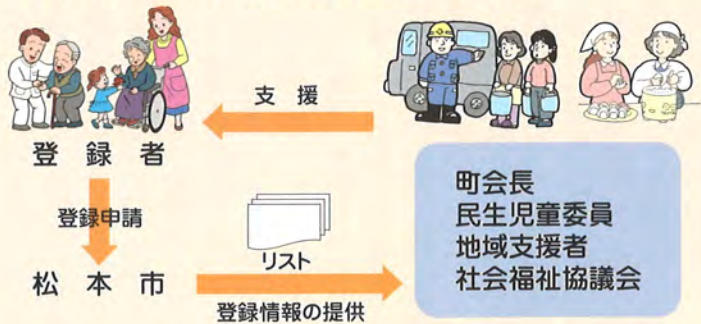 支援
登録者
町会長
民生児童委員
地域支援者
社会福祉協議会
登録申請
リスト
松本市
登録情報の提供